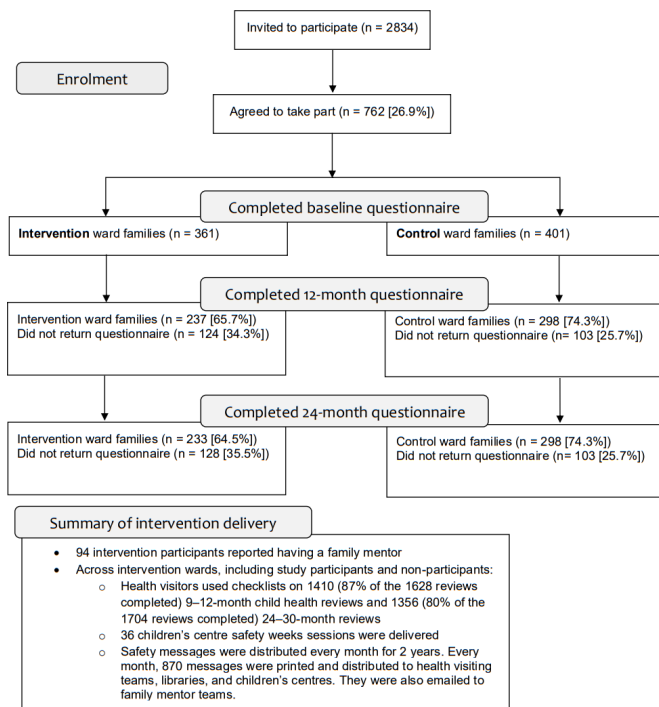 Invited to participate (n = 2834)
Enrolment
Agreed to take part (n = 762 [26.9%])
Completed baseline questionnaire
Intervention ward families (n = 361)
Control ward families (n = 401)
Completed 12-month questionnaire
Intervention ward families (n = 237 [65.7%])
Did not return questionnaire (n = 124 [34.3%])
Control ward families (n = 298 [74.3%])
Did not return questionnaire (n= 103 [25.7%])
Completed 24-month questionnaire
Intervention ward families (n = 233 [64.5%])
Did not return questionnaire (n = 128 [35.5%])
Control ward families (n = 298 [74.3%])
Did not return questionnaire (n= 103 [25.7%])
Summary of intervention delivery
• 94 intervention participants reported having a family mentor
• Across intervention wards, including study participants and non-participants:
o Health visitors used checklists on 1410 (87% of the 1628 reviews
completed) 9–12-month child health reviews and 1356 (80% of the
1704 reviews completed) 24–30-month reviews
o 36 children's centre safety weeks sessions were delivered
o Safety messages were distributed every month for 2 years. Every
month, 870 messages were printed and distributed to health visiting
teams, libraries, and children's centres. They were also emailed to
family mentor teams.